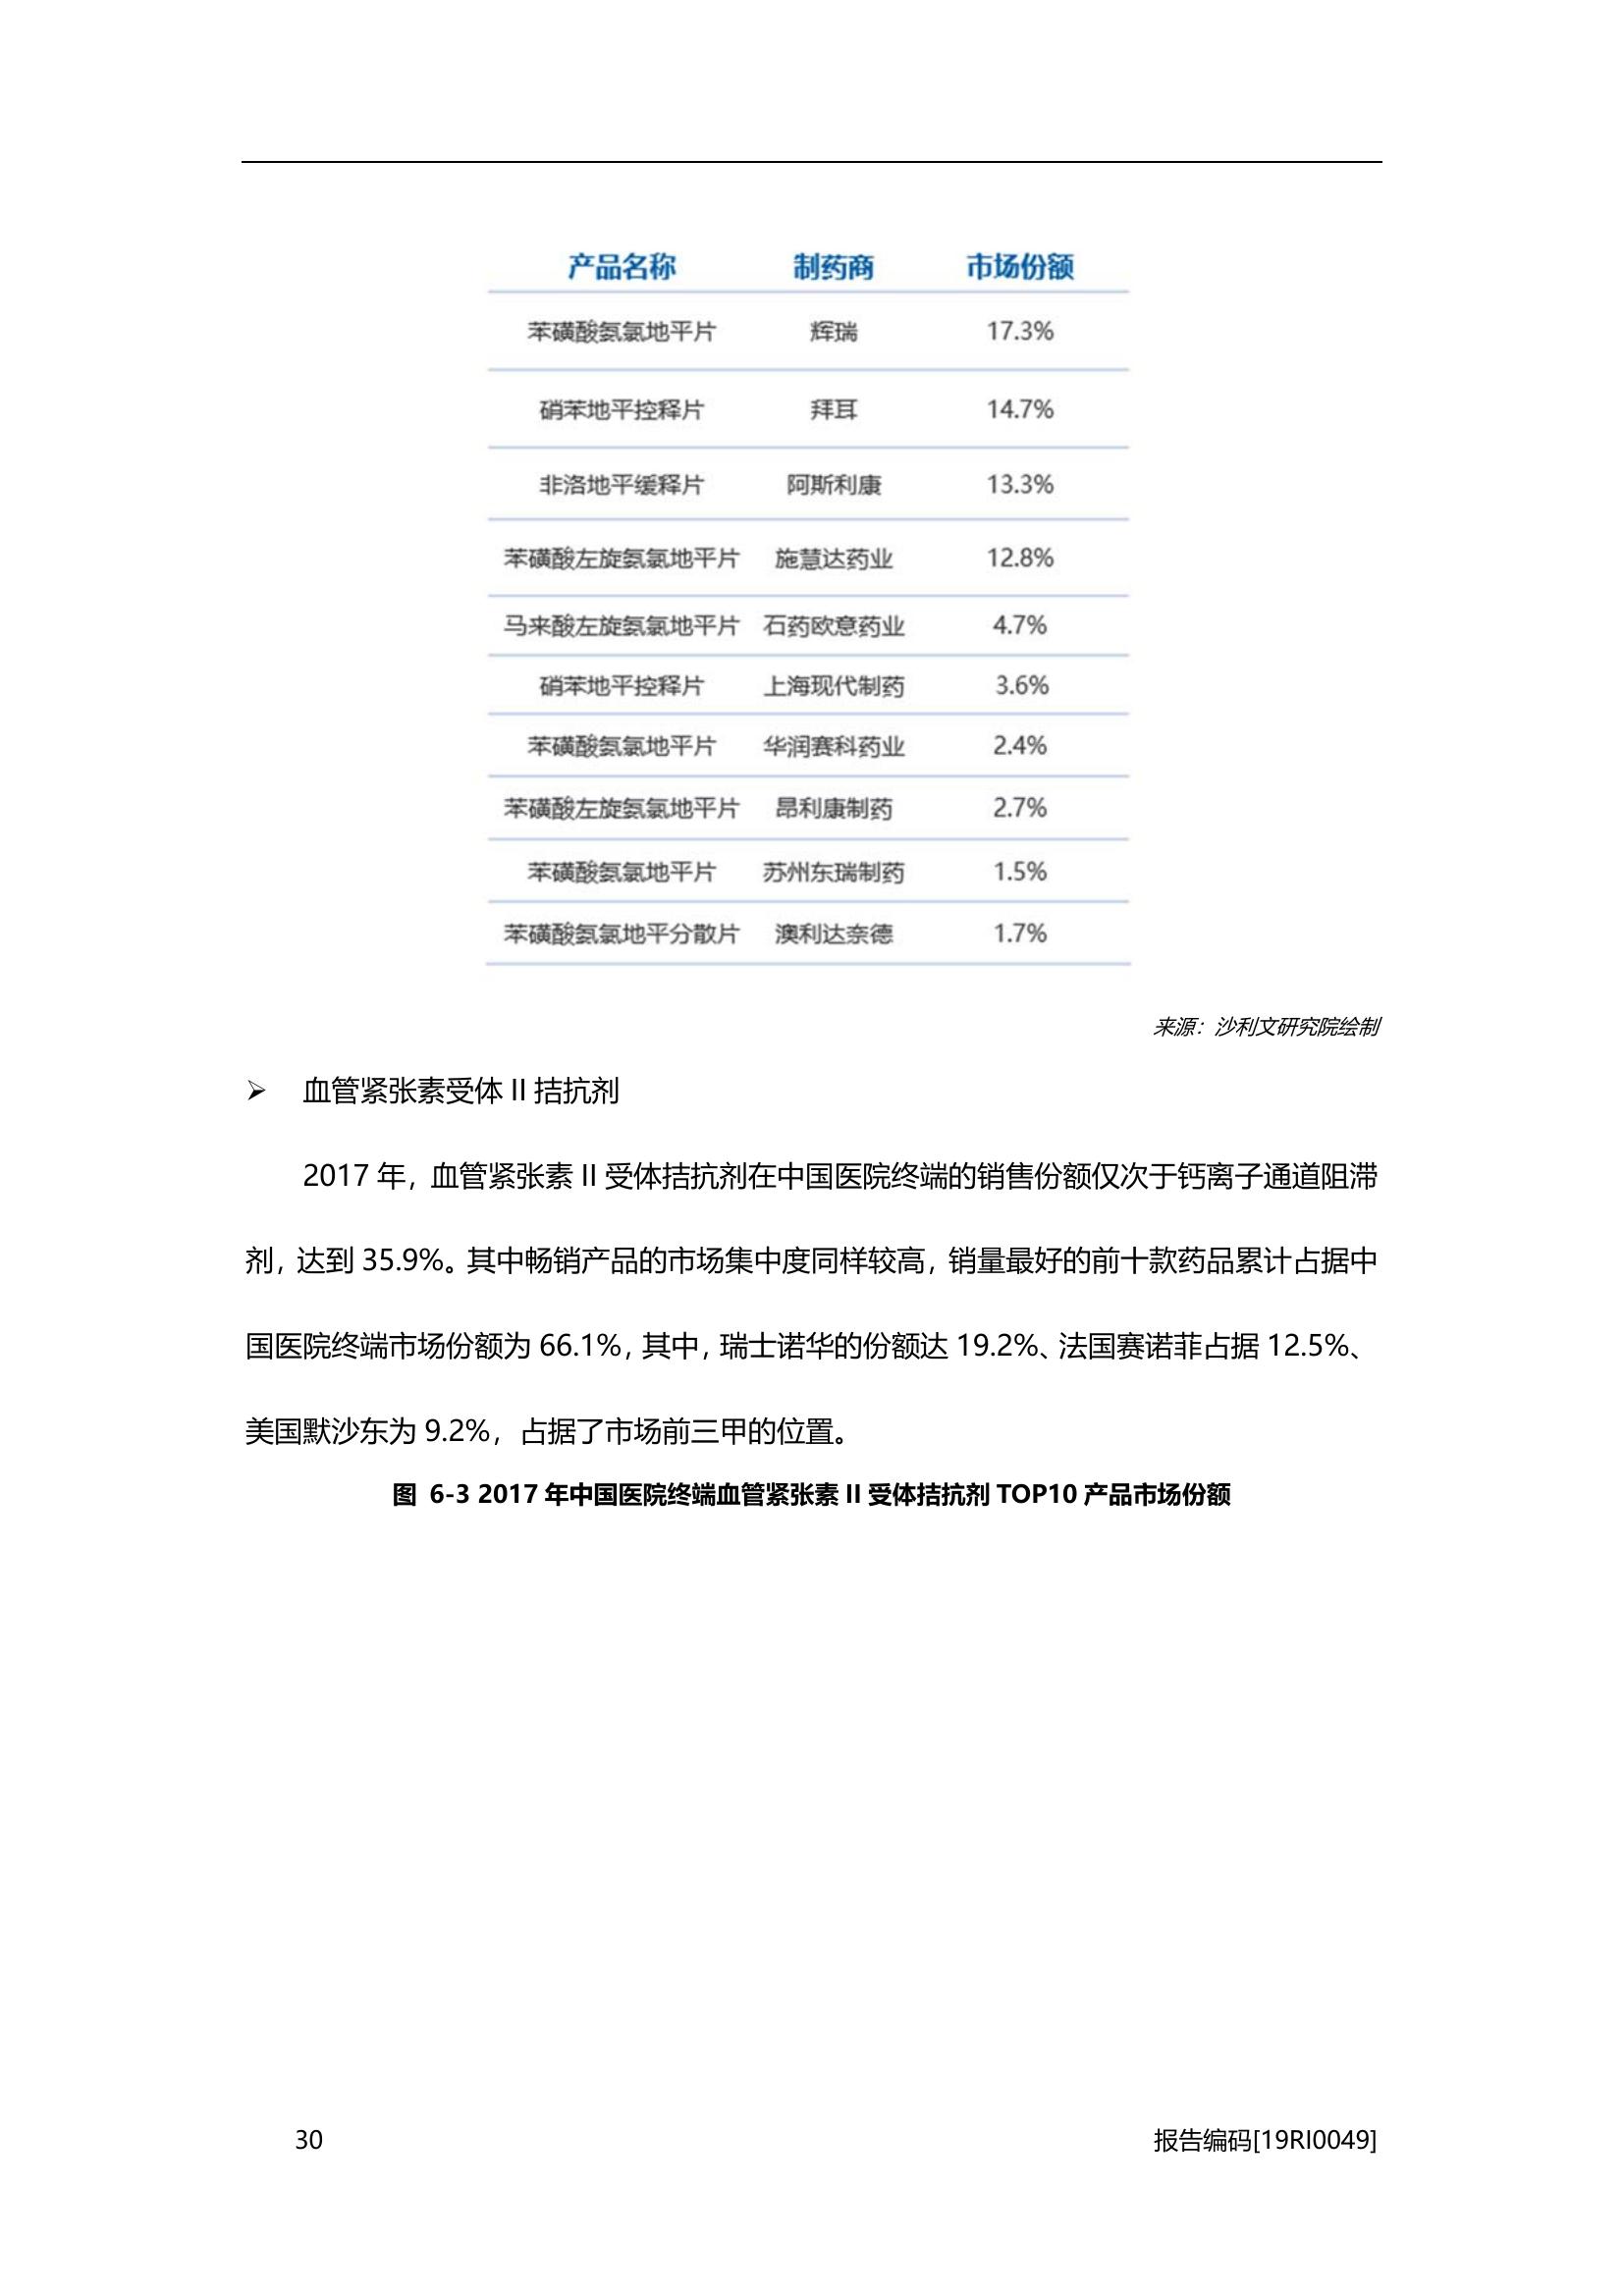 产品名称 制药商 市场份额
苯磺酸氨氯地平片 辉瑞 17.3%
硝苯地平控释片 拜耳 14.7%
非洛地平缓释片 阿斯利康 13.3%
苯磺酸左旋氨氯地平片 施慧达药业 12.8%
马来酸左旋氨氯地平片 石药欧意药业 4.7%
硝苯地平控释片 上海现代制药 3.6%
苯磺酸氨氯地平片 华润赛科药业 2.4%
苯磺酸左旋氨氯地平片 昂利康制药 2.7%
苯磺酸氨氯地平片 苏州东瑞制药 1.5%
苯磺酸氨氯地平分散片 澳利达奈德 1.7%
来源：沙利文研究院绘制
➢ 血管紧张素受体 II 拮抗剂
2017 年，血管紧张素 II 受体拮抗剂在中国医院终端的销售份额仅次于钙离子通道阻滞
剂，达到 35.9%。其中畅销产品的市场集中度同样较高，销量最好的前十款药品累计占据中
国医院终端市场份额为 66.1%，其中，瑞士诺华的份额达 19.2%、法国赛诺菲占据 12.5%、
美国默沙东为 9.2%，占据了市场前三甲的位置。
图 6-3 2017 年中国医院终端血管紧张素 II 受体拮抗剂 TOP10 产品市场份额
30 报告编码[19RI0049]